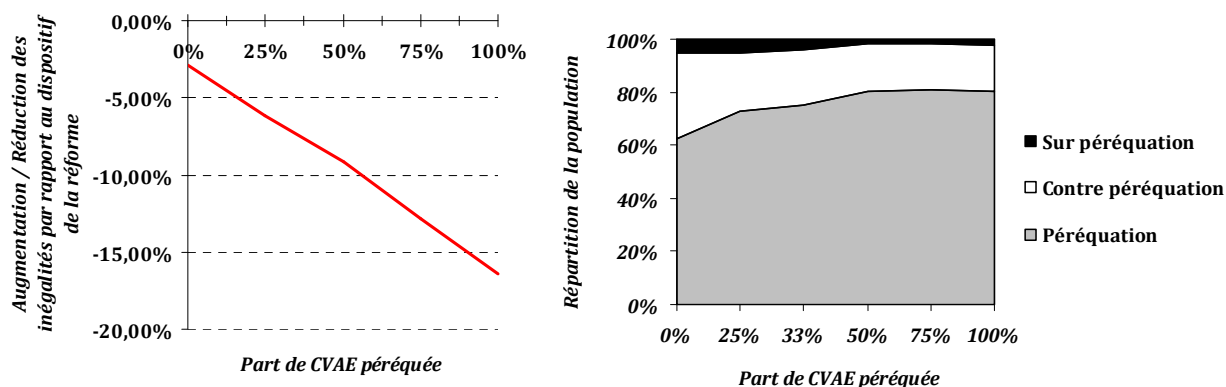 Augmentation / Réduction des
inégalités par rapport au dispositif
de la réforme
0,00%
-5,00%
-10,00%
-15,00%
-20,00%
0% 25% 50% 75% 100%
Part de CVAE péréquée
Répartition de la population
100%
80%
60%
40%
20%
0%
0% 25% 33% 50% 75% 100%
Part de CVAE péréquée
Sur péréquation
Contre péréquation
Péréquation